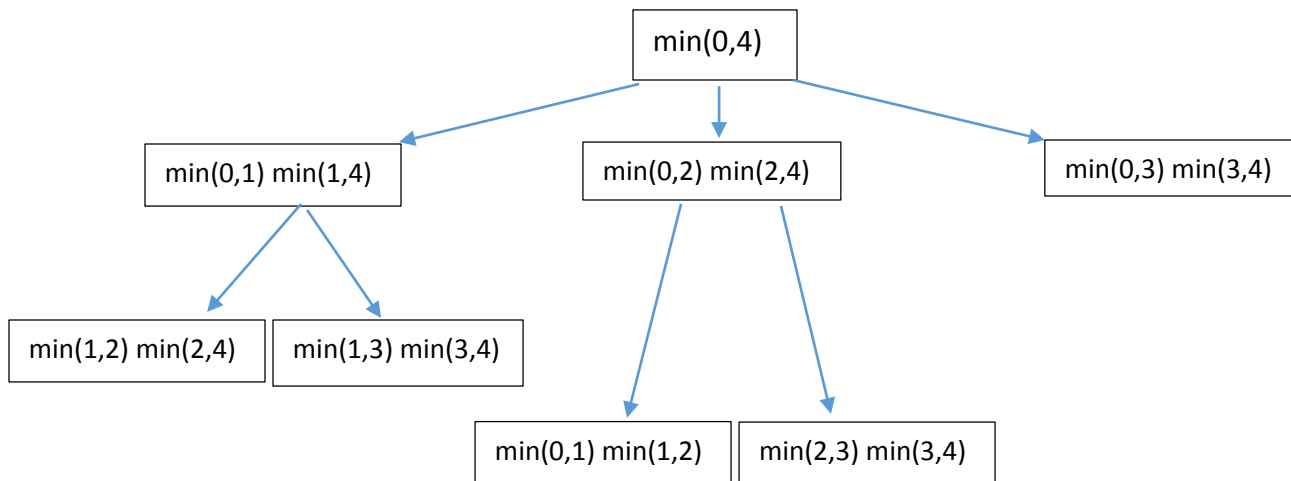 min(0,4)
min(0,1) min(1,4)
min(0,2) min(2,4)
min(0,3) min(3,4)
min(1,2) min(2,4)
min(1,3) min(3,4)
min(0,1) min(1,2)
min(2,3) min(3,4)